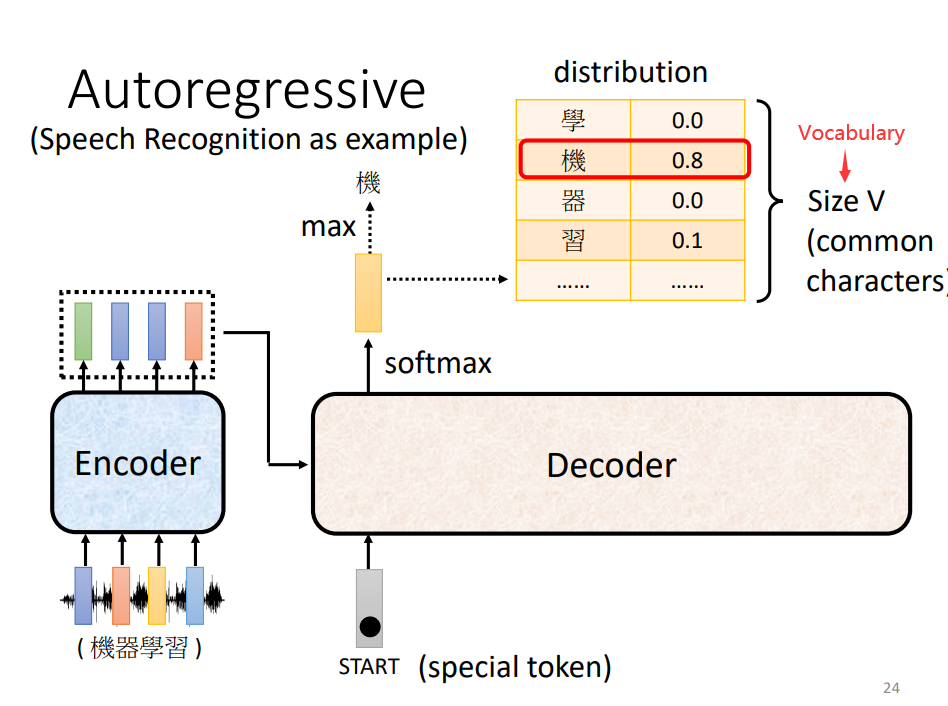 Autoregressive
(Speech Recognition as example)
機
max
softmax
distribution
學 0.0
機 0.8
器 0.0
習 0.1
…… ……
Vocabulary
Size V
(common
characters)
Encoder
Decoder
( 機器學習 )
START (special token)
24